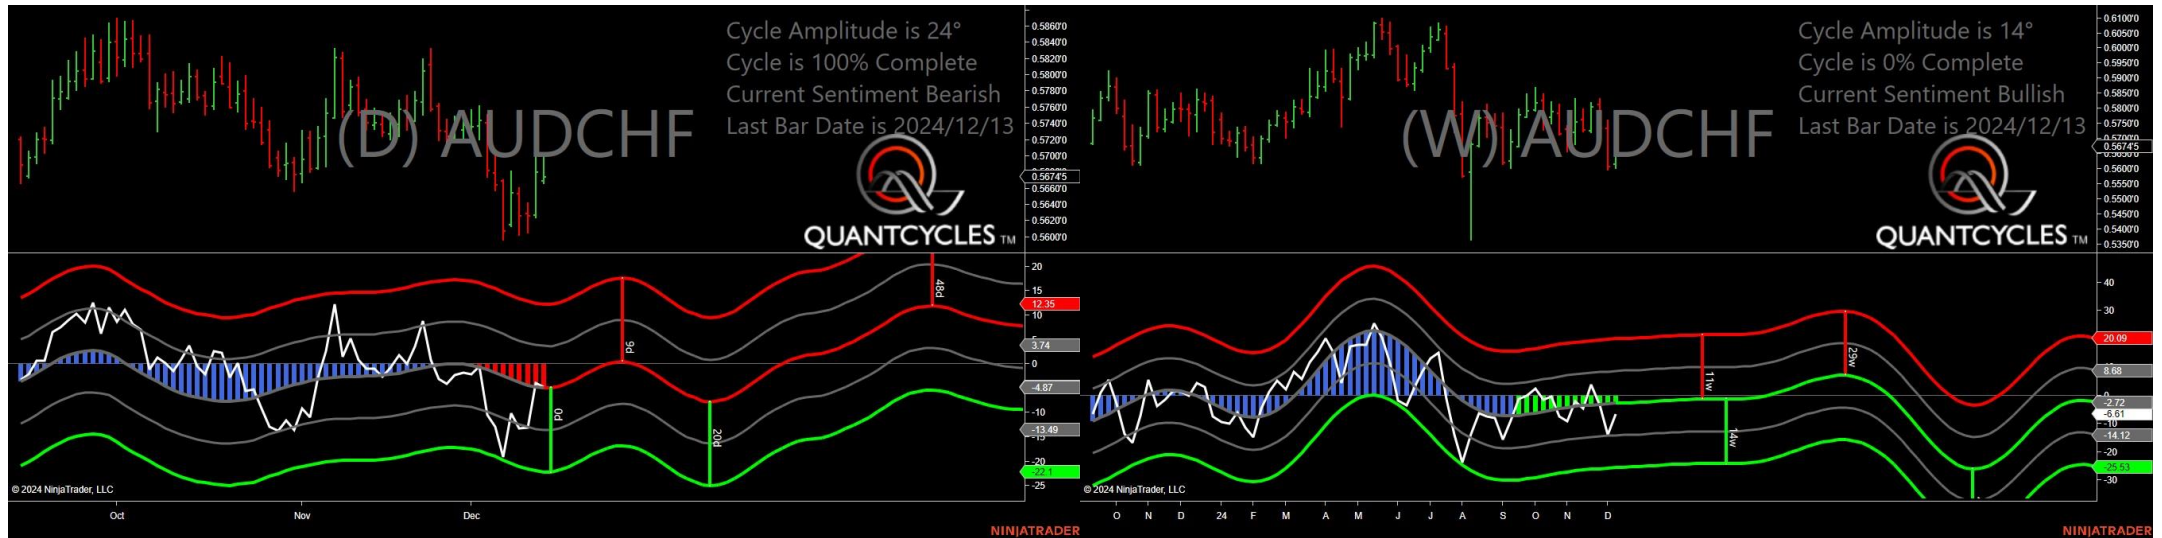 Cycle Amplitude is 24°
Cycle is 100% Complete
Current Sentiment Bearish
Last Bar Date is 2024/12/13
(D) AUDCHF
QUANTCYCLES TM
0.5860'0
0.5840'0
0.5820'0
0.5800'0
0.5760'0
0.5720'0
0.5700'0
0.5674'5
0.5660'0
0.5640'0
0.5620'0
0.5600'0
20
15
12.35
10
3.74
0
-4.87
-10
-13.49
-15
-20
-22.1
-25
9d
0d
20d
48d
© 2024 NinjaTrader, LLC
Oct
Nov
Dec
NINJATRADER
Cycle Amplitude is 14°
Cycle is 0% Complete
Current Sentiment Bullish
Last Bar Date is 2024/12/13
(W) AUDCHF
QUANTCYCLES TM
0.6100'0
0.6050'0
0.6000'0
0.5950'0
0.5900'0
0.5850'0
0.5800'0
0.5750'0
0.5700'0
0.5674'5
0.5650'0
0.5600'0
0.5550'0
0.5500'0
0.5450'0
0.5400'0
0.5350'0
40
30
20.09
8.68
0
-2.72
-6.61
-10
-14.12
-20
-25.53
-30
11w
14w
29w
© 2024 NinjaTrader, LLC
O
N
D
24
F
M
A
M
J
J
A
S
O
N
D
NINJATRADER